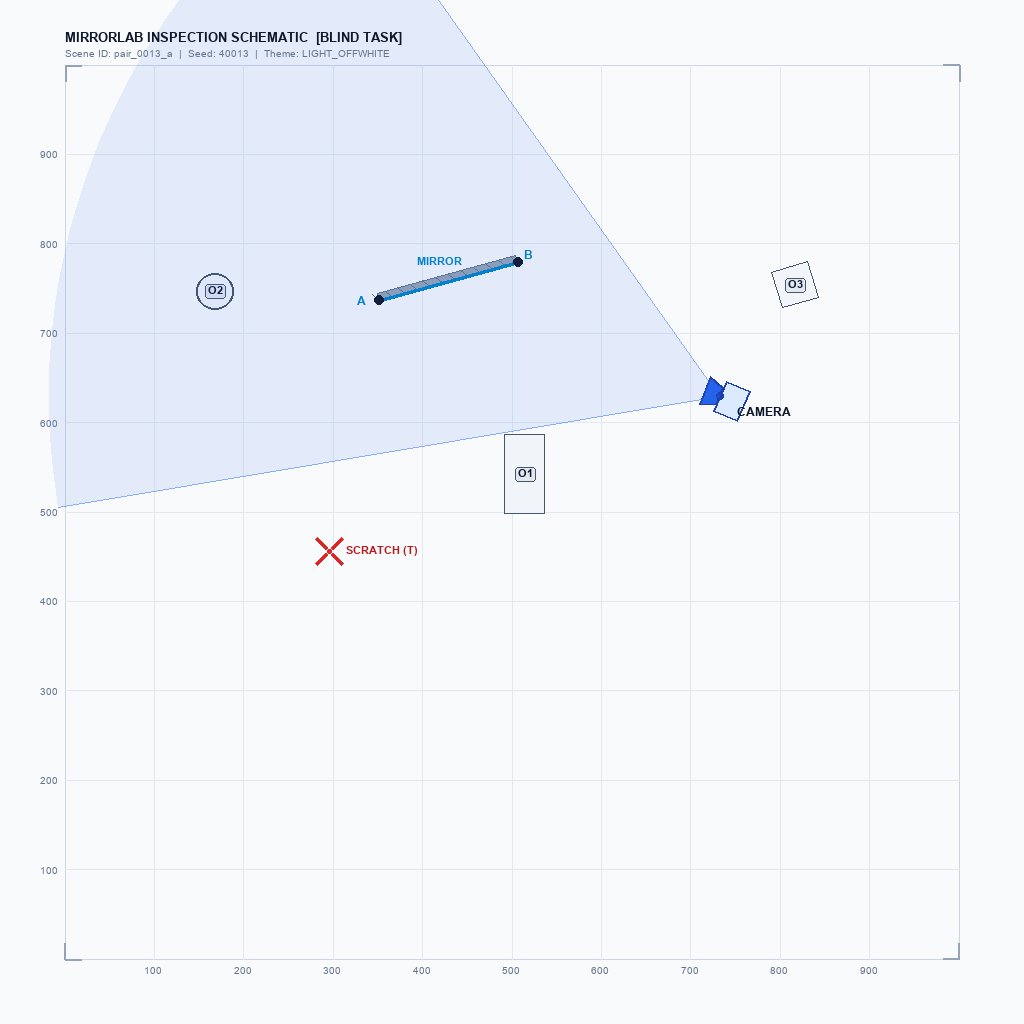 MIRRORLAB INSPECTION SCHEMATIC [BLIND TASK]
Scene ID: pair_0013_a | Seed: 40013 | Theme: LIGHT_OFFWHITE
900
800
B
MIRROR
O3
O2
A
700
CAMERA
600
O1
500
SCRATCH (T)
400
300
200
100
100 200 300 400 500 600 700 800 900